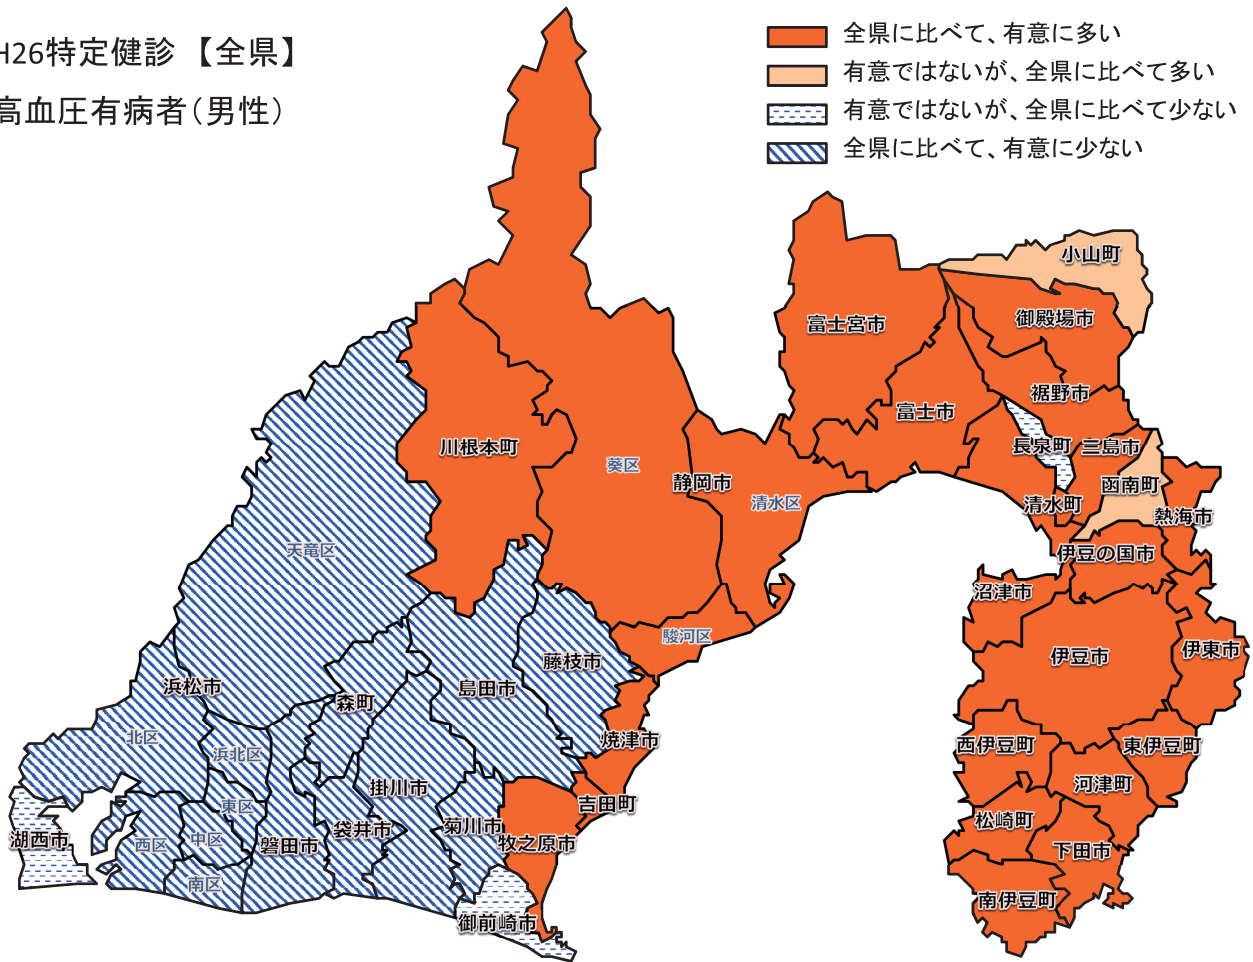 H26特定健診 【全県】
高血圧有病者（男性）
全県に比べて、有意に多い
有意ではないが、全県に比べて多い
有意ではないが、全県に比べて少ない
全県に比べて、有意に少ない
小山町
富士宮市
御殿場市
裾野市
富士市
川根本町
長泉町
三島市
葵区
静岡市
函南町
清水区
清水町
熱海市
天竜区
伊豆の国市
沼津市
駿河区
伊東市
藤枝市
伊豆市
浜松市
島田市
森町
北区
焼津市
西伊豆町
東伊豆町
浜北区
掛川市
河津町
東区
吉田町
松崎町
湖西市
西区
中区
磐田市
袋井市
菊川市
牧之原市
下田市
南区
南伊豆町
御前崎市